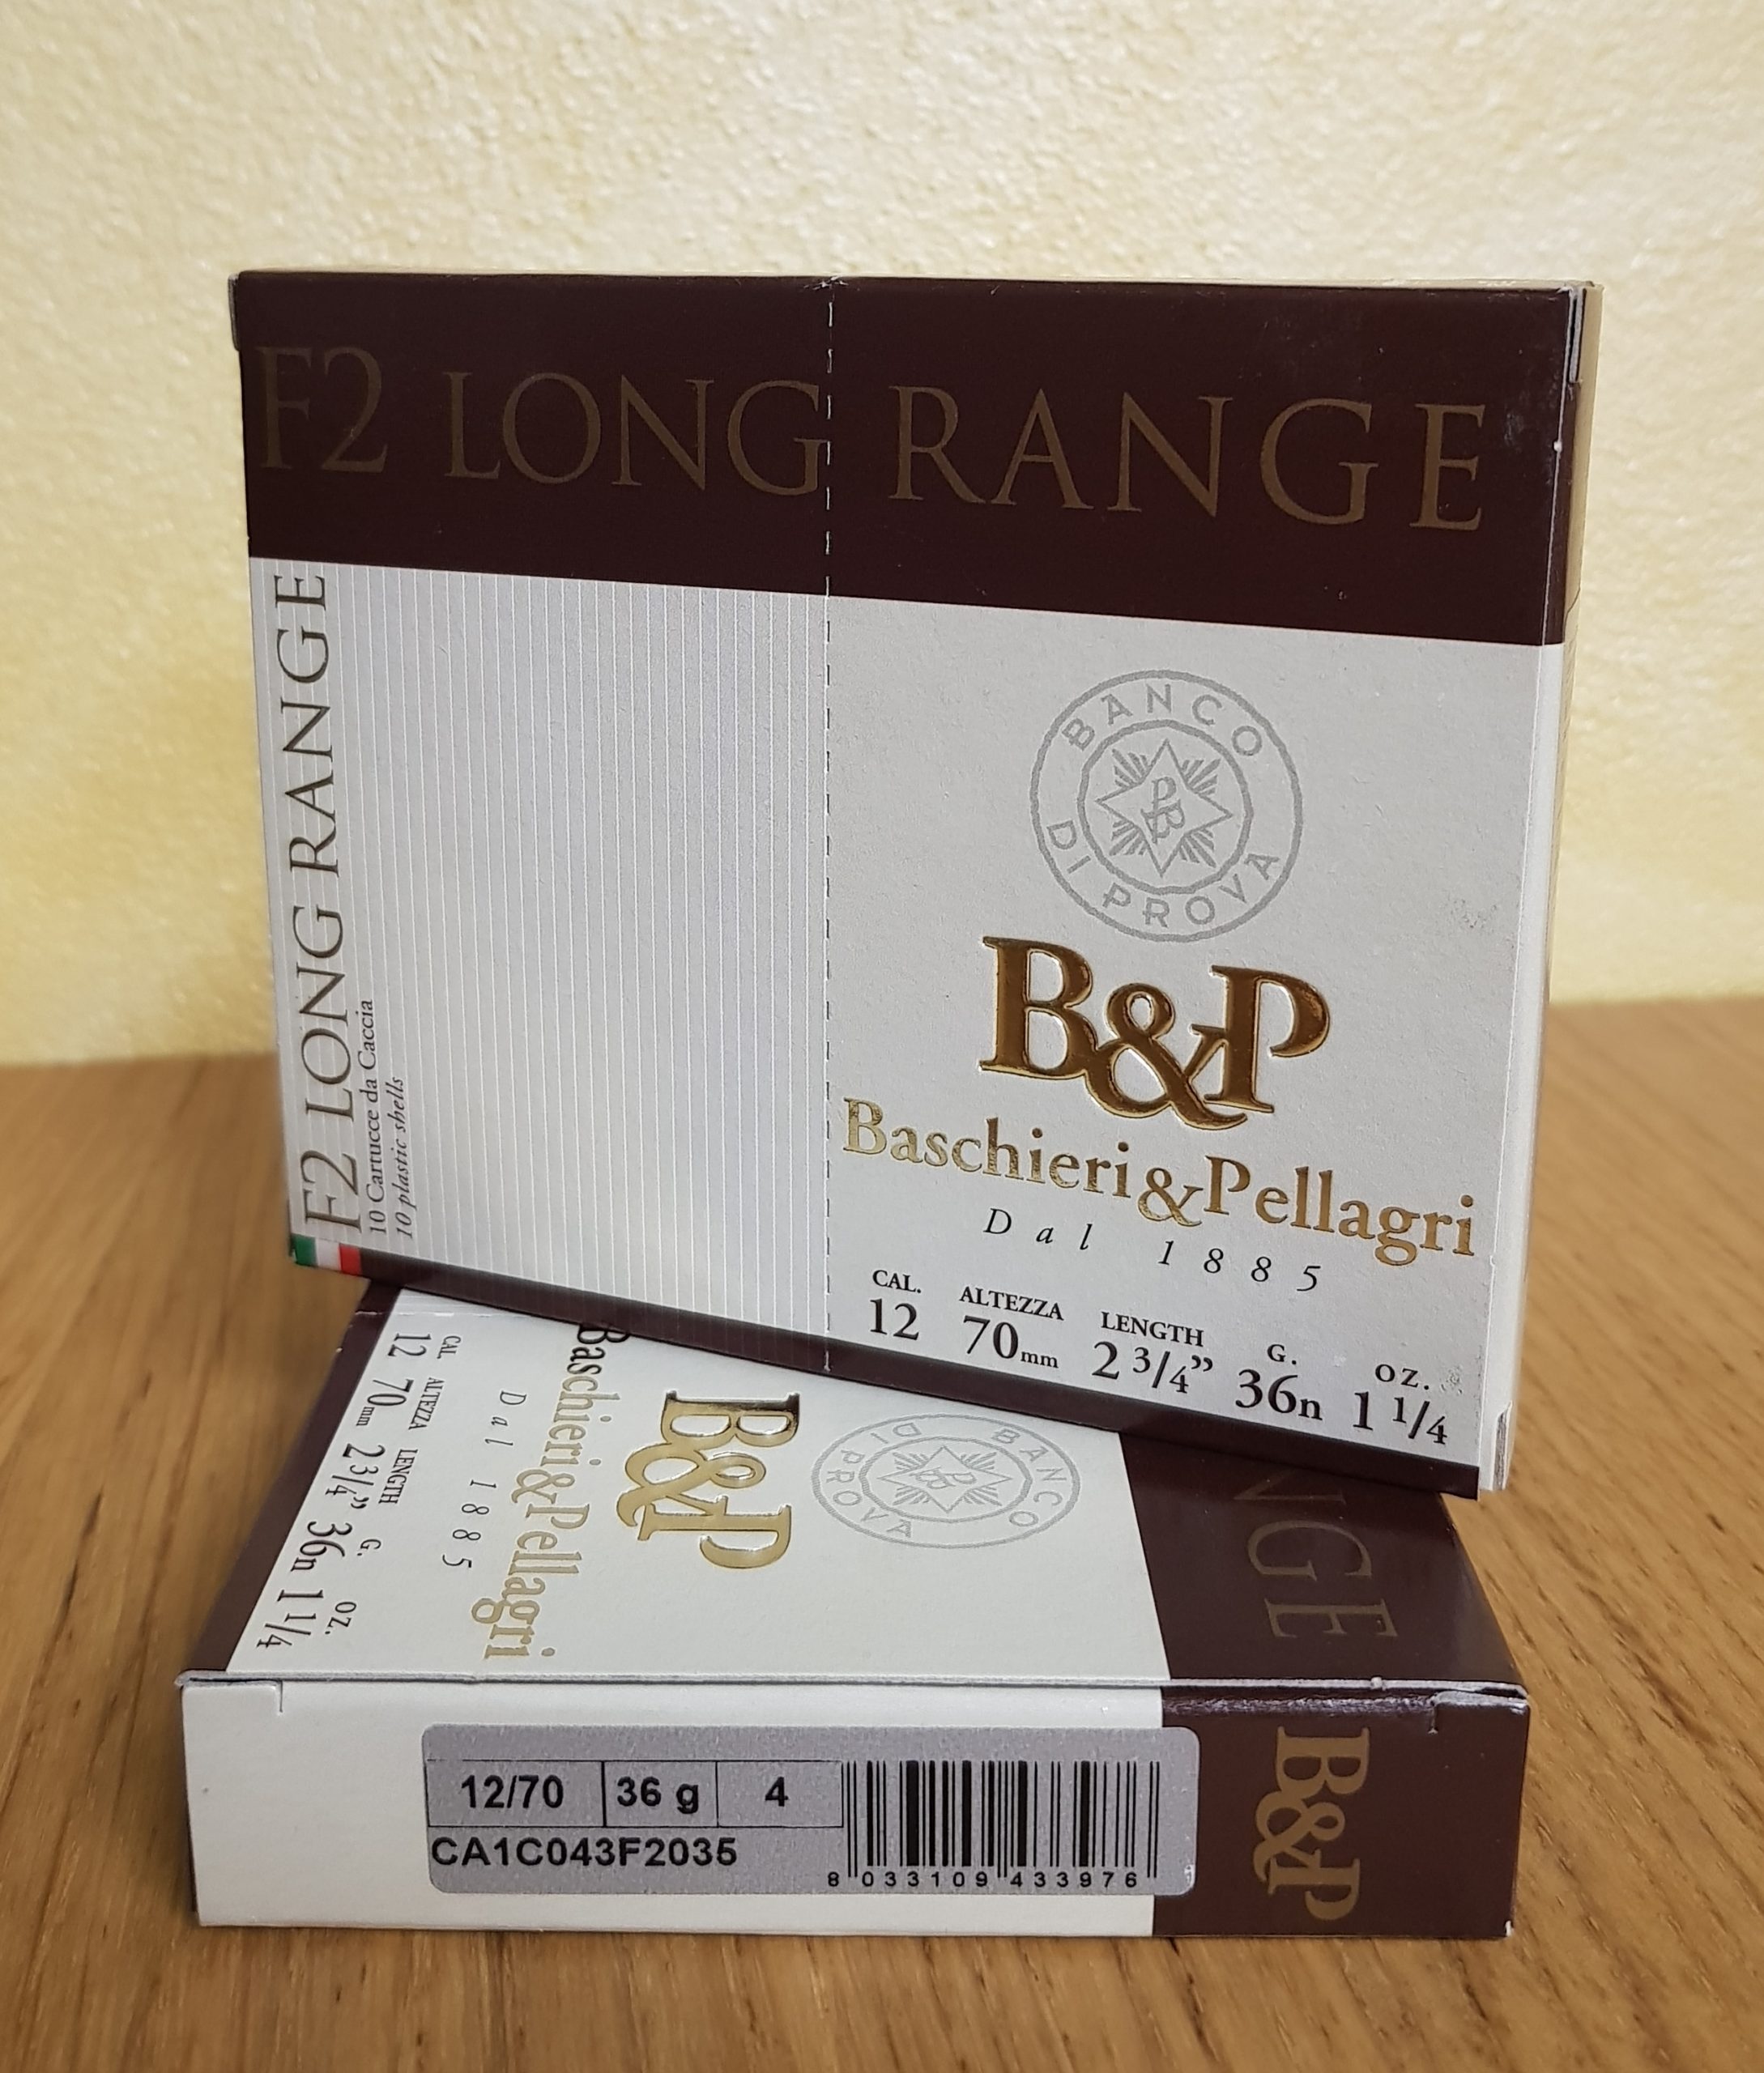 F2 LONG RANGE
F2 LONG RANGE
10 Cartucce da Caccia
10 plastic shells
BANCO DI PROVA
PB
B&P
Baschieri&Pellagri
Dal 1885
CAL. ALTEZZA LENGTH G. OZ.
12 70mm 2 3/4” 36n 1 1/4
NGE
BANCO DI PROVA
B&P
Baschieri&Pellagri
Dal 1885
CAL. ALTEZZA LENGTH G. OZ.
12 70mm 2 3/4” 36n 1 1/4
12/70 36 g 4
CA1C043F2035
8 033109 433976
B&P